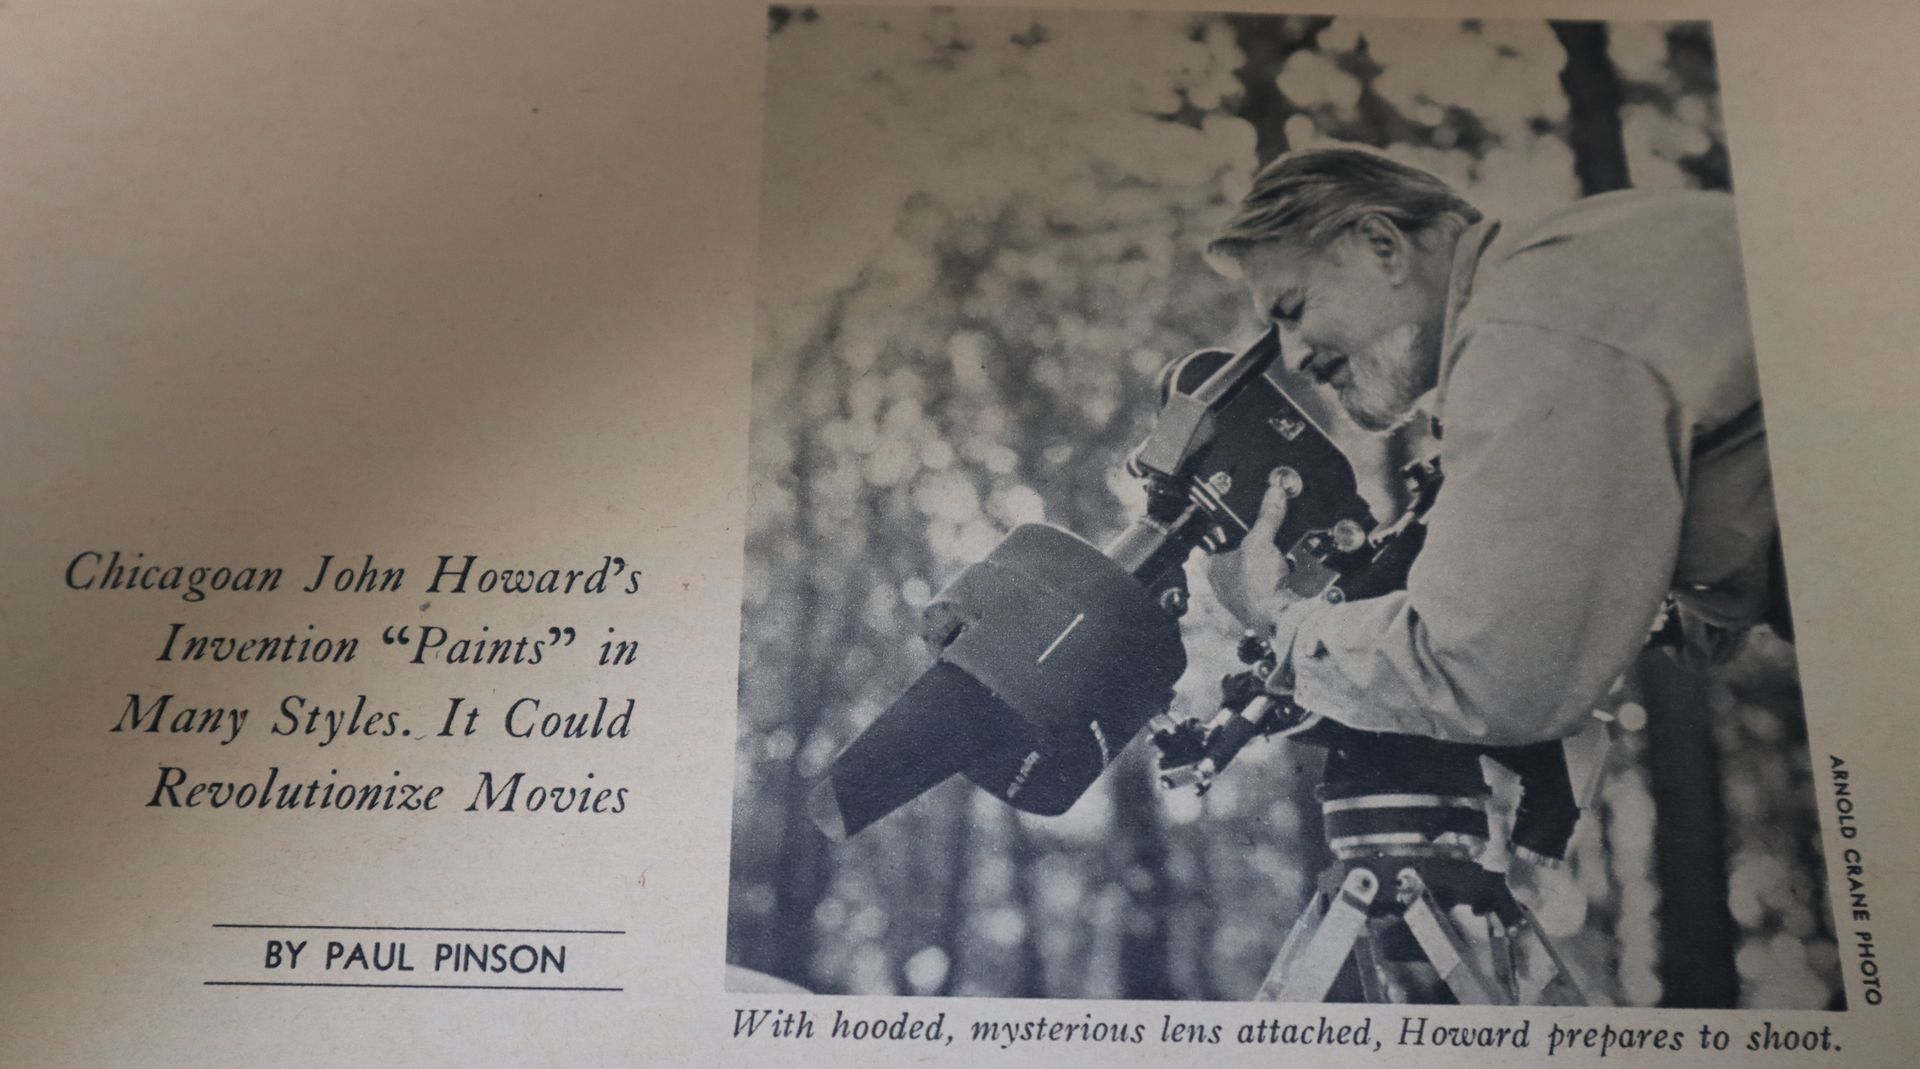 Chicagoan John Howard's
Invention “Paints” in
Many Styles. It Could
Revolutionize Movies
BY PAUL PINSON
ARNOLD CRANE PHOTO
With hooded, mysterious lens attached, Howard prepares to shoot.